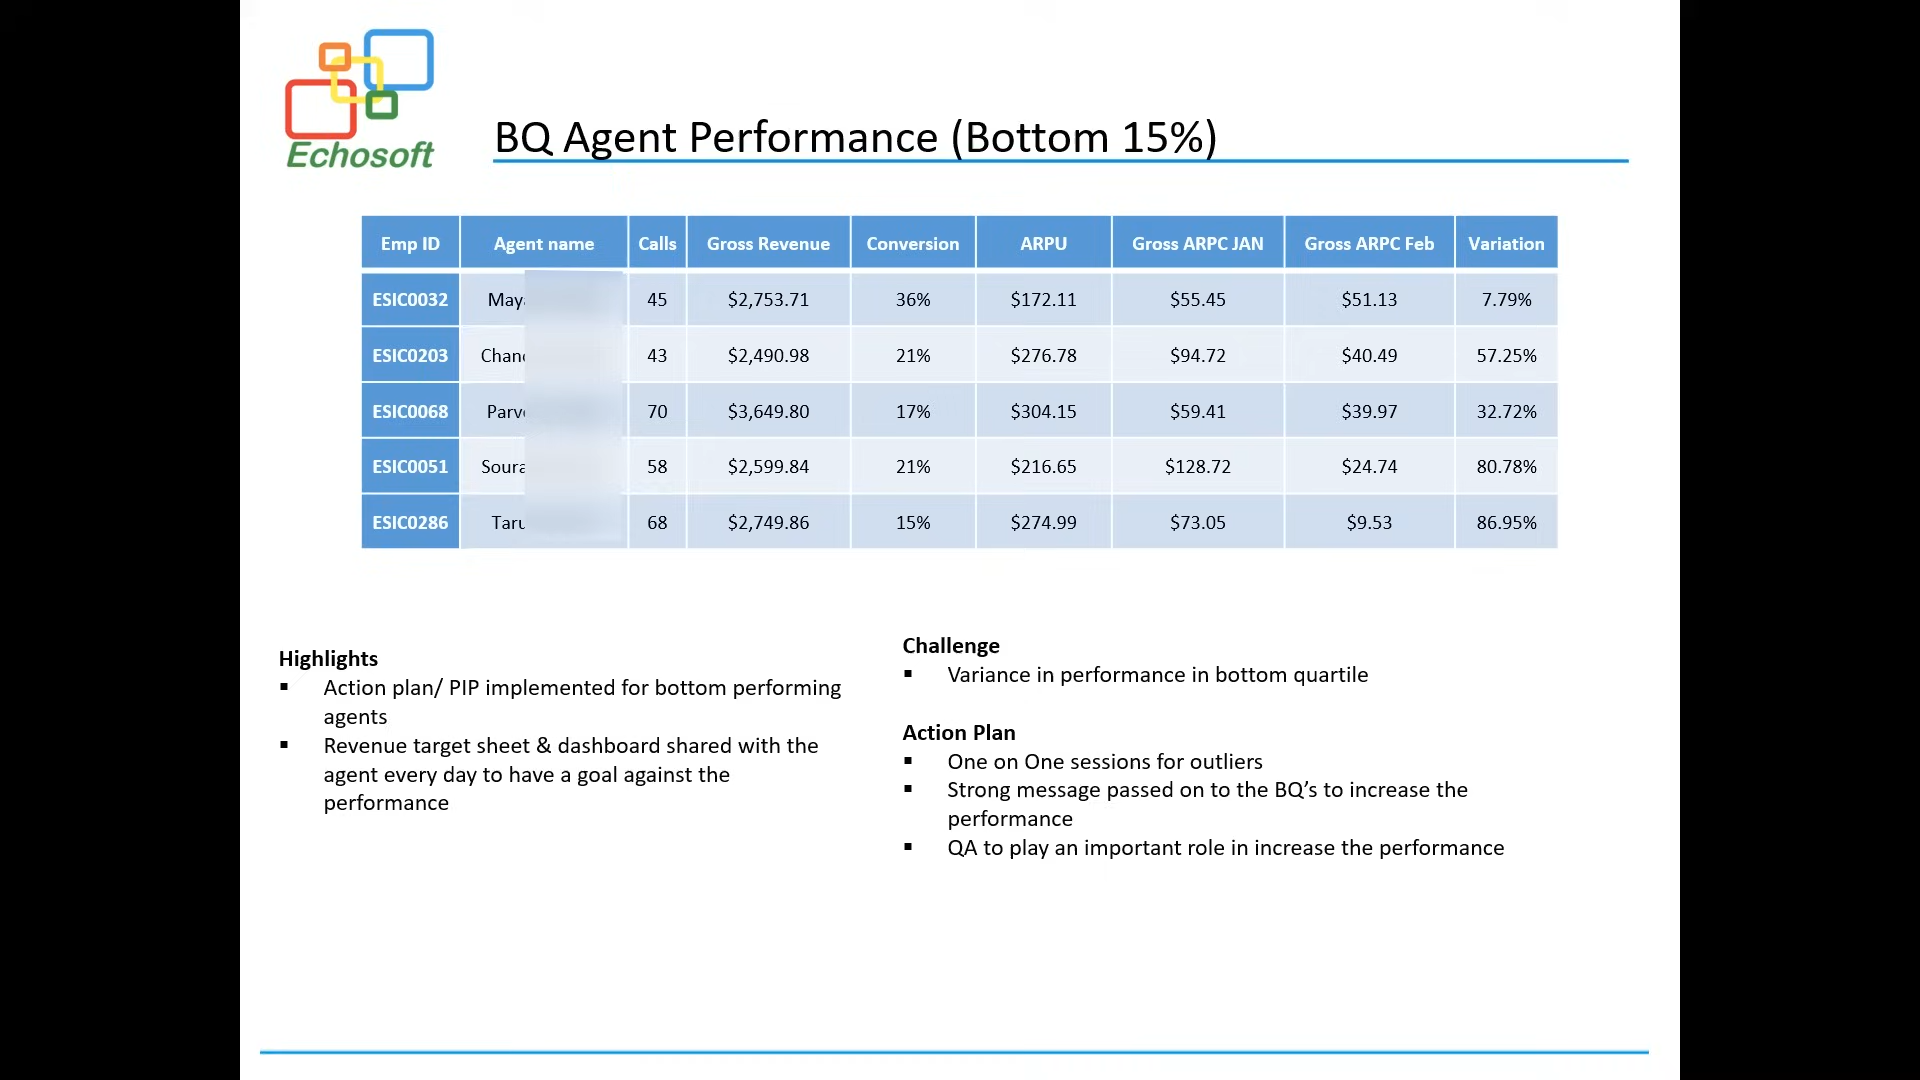 Echosoft
BQ Agent Performance (Bottom 15%)
Emp ID Agent name Calls Gross Revenue Conversion ARPU Gross ARPC JAN Gross ARPC Feb Variation
ESIC0032 45 $2,753.71 36% $172.11 $55.45 $51.13 7.79%
ESIC0203 43 $2,490.98 21% $276.78 $94.72 $40.49 57.25%
ESIC0068 70 $3,649.80 17% $304.15 $59.41 $39.97 32.72%
ESIC0051 58 $2,599.84 21% $216.65 $128.72 $24.74 80.78%
ESIC0286 68 $2,749.86 15% $274.99 $73.05 $9.53 86.95%
Highlights
▪ Action plan/ PIP implemented for bottom performing
agents
▪ Revenue target sheet & dashboard shared with the
agent every day to have a goal against the
performance
Challenge
▪ Variance in performance in bottom quartile
Action Plan
▪ One on One sessions for outliers
▪ Strong message passed on to the BQ’s to increase the
performance
▪ QA to play an important role in increase the performance